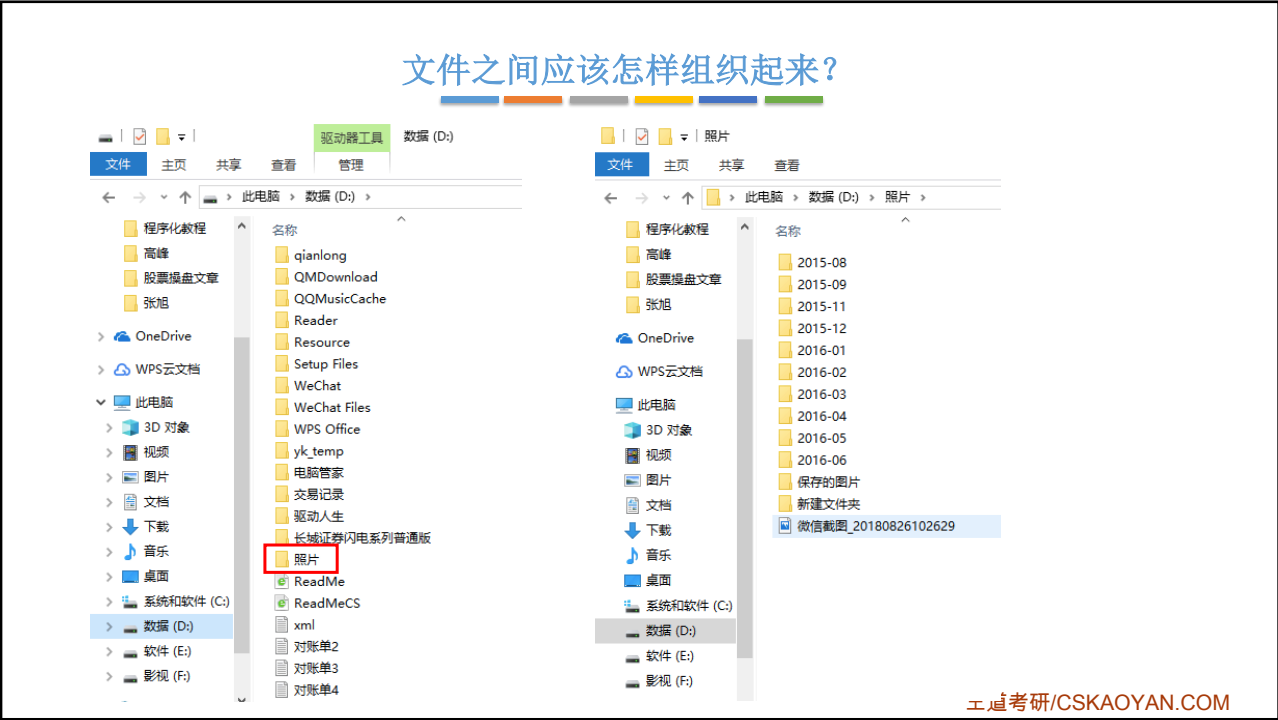 文件之间应该怎样组织起来？
驱动器工具 数据 (D:)
文件 主页 共享 查看 管理
此电脑 数据 (D:)
程序化教程
高峰
股票操盘文章
张旭
OneDrive
WPS云文档
此电脑
3D 对象
视频
图片
文档
下载
音乐
桌面
系统和软件 (C:)
数据 (D:)
软件 (E:)
影视 (F:)
名称
qianlong
QMDownload
QQMusicCache
Reader
Resource
Setup Files
WeChat
WeChat Files
WPS Office
yk_temp
电脑管家
交易记录
驱动人生
长城证券闪电系列普通版
照片
ReadMe
ReadMeCS
xml
对账单2
对账单3
对账单4
照片
文件 主页 共享 查看
此电脑 数据 (D:) 照片
程序化教程
高峰
股票操盘文章
张旭
OneDrive
WPS云文档
此电脑
3D 对象
视频
图片
文档
下载
音乐
桌面
系统和软件 (C:)
数据 (D:)
软件 (E:)
影视 (F:)
名称
2015-08
2015-09
2015-11
2015-12
2016-01
2016-02
2016-03
2016-04
2016-05
2016-06
保存的图片
新建文件夹
微信截图_20180826102629
王道考研/CSKAOYAN.COM